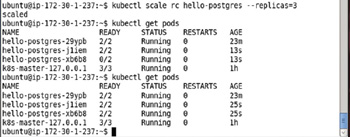 ubuntu@ip-172-30-1-237:~$ kubectl scale rc hello-postgres --replicas=3
scaled
ubuntu@ip-172-30-1-237:~$ kubectl get pods
NAME READY STATUS RESTARTS AGE
hello-postgres-29ypb 2/2 Running 0 23m
hello-postgres-j1iem 2/2 Running 0 13s
hello-postgres-xb6b8 0/2 Running 0 13s
k8s-master-127.0.0.1 3/3 Running 0 1h
ubuntu@ip-172-30-1-237:~$ kubectl get pods
NAME READY STATUS RESTARTS AGE
hello-postgres-29ypb 2/2 Running 0 23m
hello-postgres-j1iem 2/2 Running 0 25s
hello-postgres-xb6b8 2/2 Running 0 25s
k8s-master-127.0.0.1 3/3 Running 0 1h
ubuntu@ip-172-30-1-237:~$